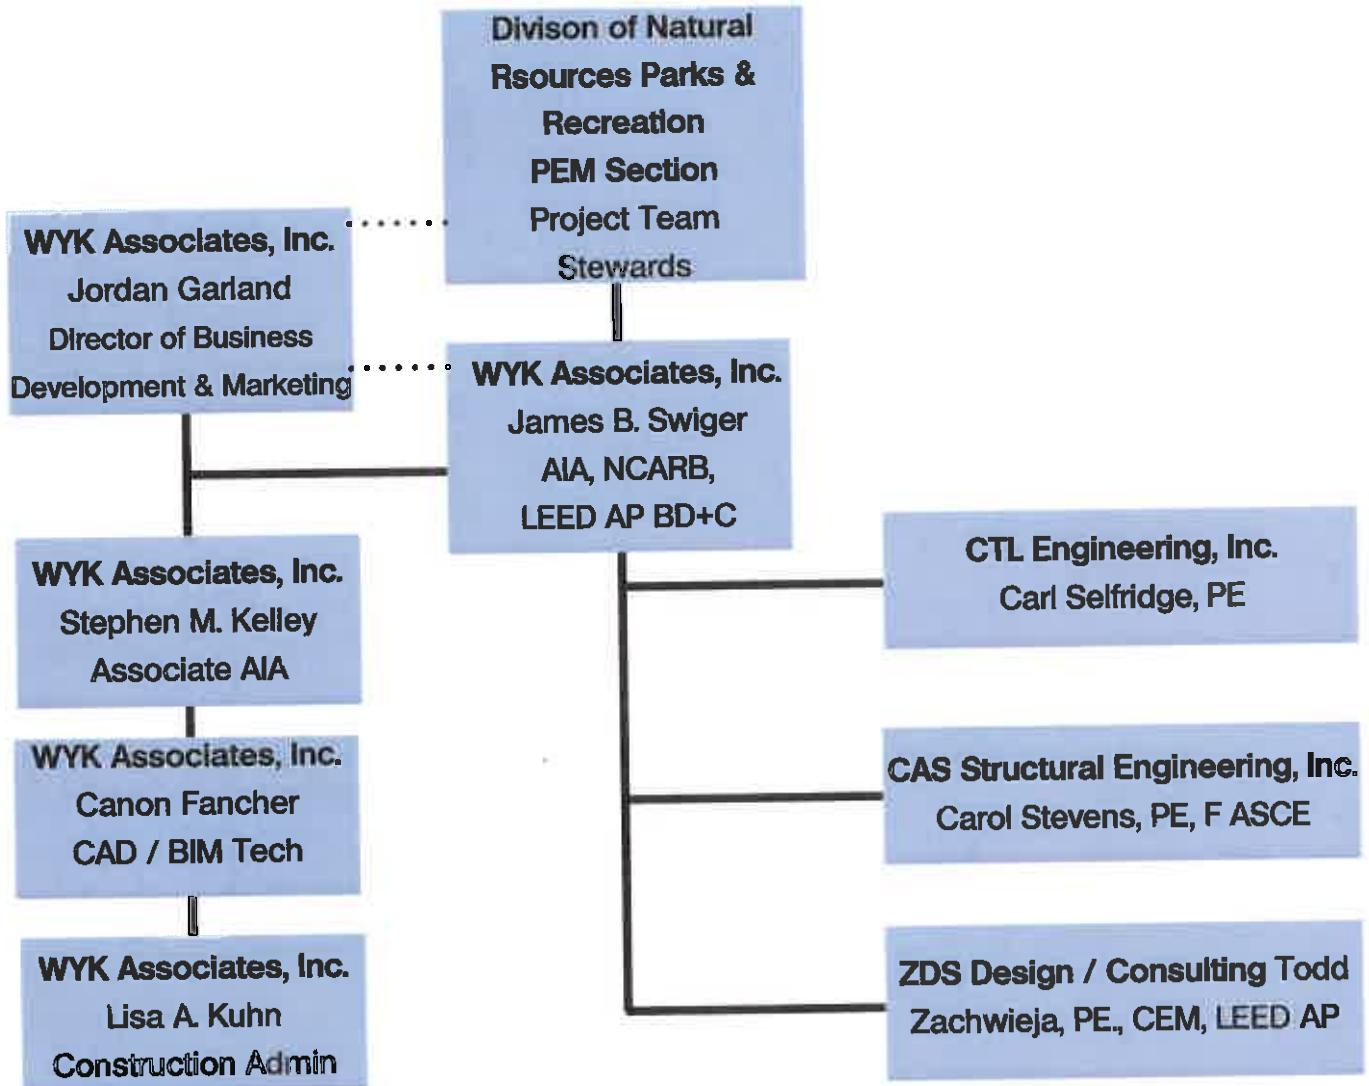 Divison of Natural
Rsources Parks &
Recreation
PEM Section
Project Team
Stewards
WYK Associates, Inc.
Jordan Garland
Director of Business
Development & Marketing
WYK Associates, Inc.
James B. Swiger
AIA, NCARB,
LEED AP BD+C
WYK Associates, Inc.
Stephen M. Kelley
Associate AIA
WYK Associates, Inc.
Canon Fancher
CAD / BIM Tech
WYK Associates, Inc.
Lisa A. Kuhn
Construction Admin
CTL Engineering, Inc.
Carl Selfridge, PE
CAS Structural Engineering, Inc.
Carol Stevens, PE, F ASCE
ZDS Design / Consulting Todd
Zachwieja, PE., CEM, LEED AP